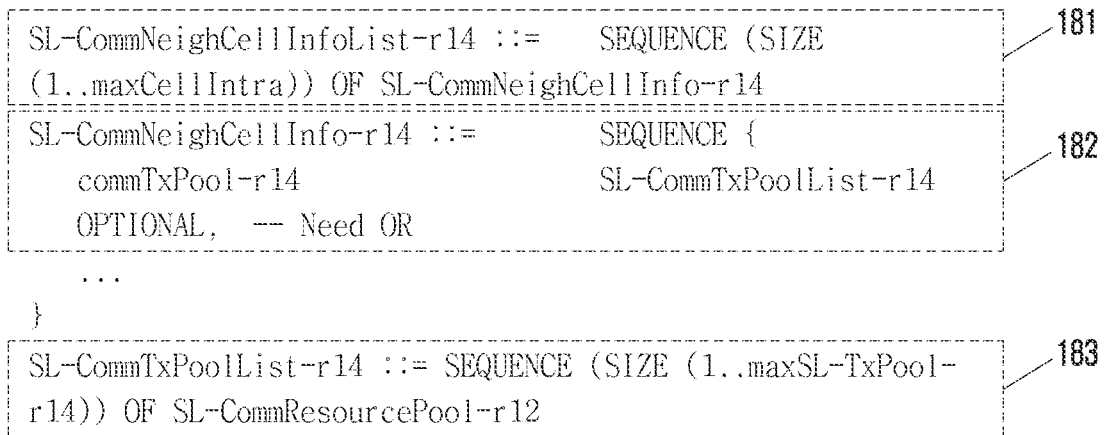 SL-CommNeighCellInfoList-r14 ::= SEQUENCE (SIZE
181
(1..maxCellIntra)) OF SL-CommNeighCellInfo-r14
SL-CommNeighCellInfo-r14 ::= SEQUENCE {
182
commTxPool-r14 SL-CommTxPoolList-r14
OPTIONAL, -- Need OR
...
}
SL-CommTxPoolList-r14 ::= SEQUENCE (SIZE (1..maxSL-TxPool-
183
r14)) OF SL-CommResourcePool-r12